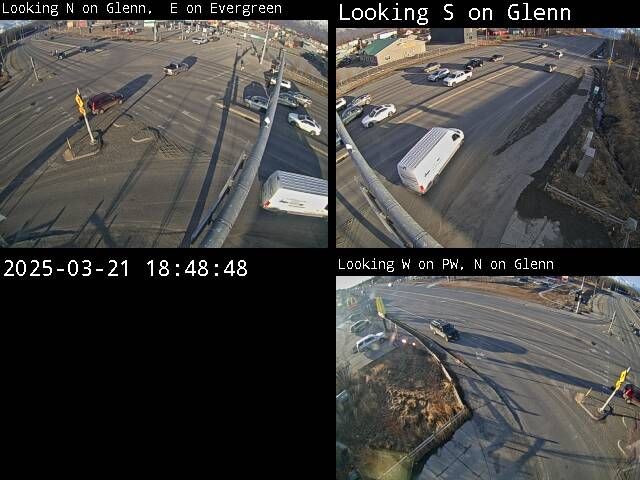 Looking N on Glenn,  E on Evergreen
Looking S on Glenn
2025-03-21 18:48:48
Looking W on PW, N on Glenn